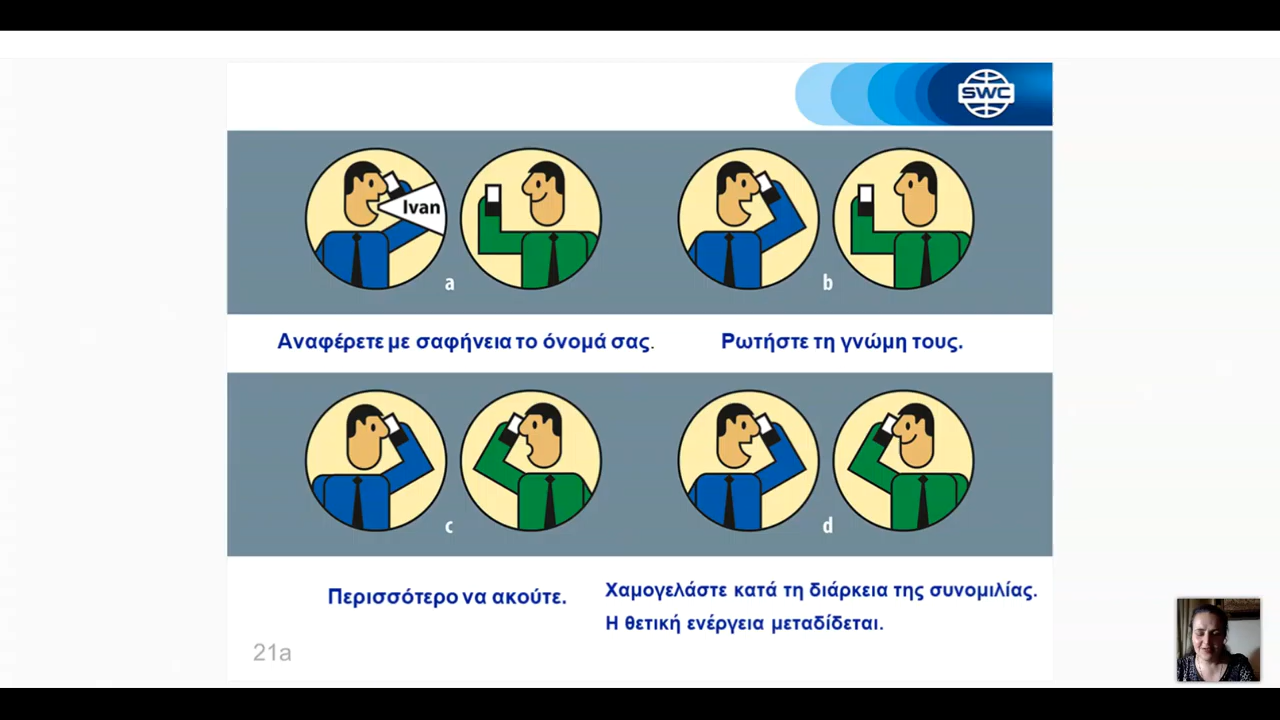 SWC
Ivan
a
b
Αναφέρετε με σαφήνεια το όνομά σας.
Ρωτήστε τη γνώμη τους.
c
d
Περισσότερο να ακούτε.
Χαμογελάστε κατά τη διάρκεια της συνομιλίας.
Η θετική ενέργεια μεταδίδεται.
21a